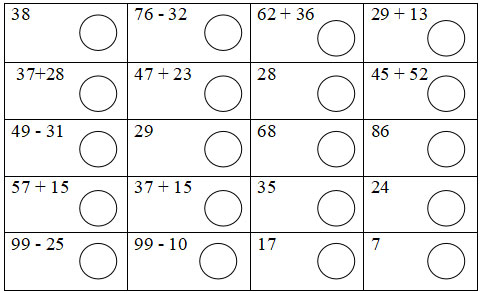 38 76 - 32 62 + 36 29 + 13
37+28 47 + 23 28 45 + 52
49 - 31 29 68 86
57 + 15 37 + 15 35 24
99 - 25 99 - 10 17 7